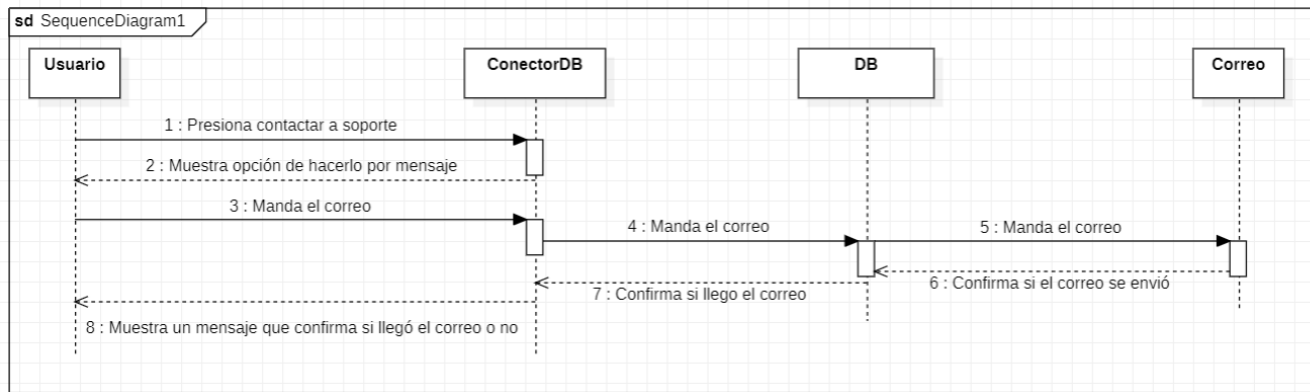 sd SequenceDiagram1
Usuario
ConectorDB
DB
Correo
1 : Presiona contactar a soporte
2 : Muestra opción de hacerlo por mensaje
3 : Manda el correo
4 : Manda el correo
5 : Manda el correo
6 : Confirma si el correo se envió
7 : Confirma si llego el correo
8 : Muestra un mensaje que confirma si llegó el correo o no